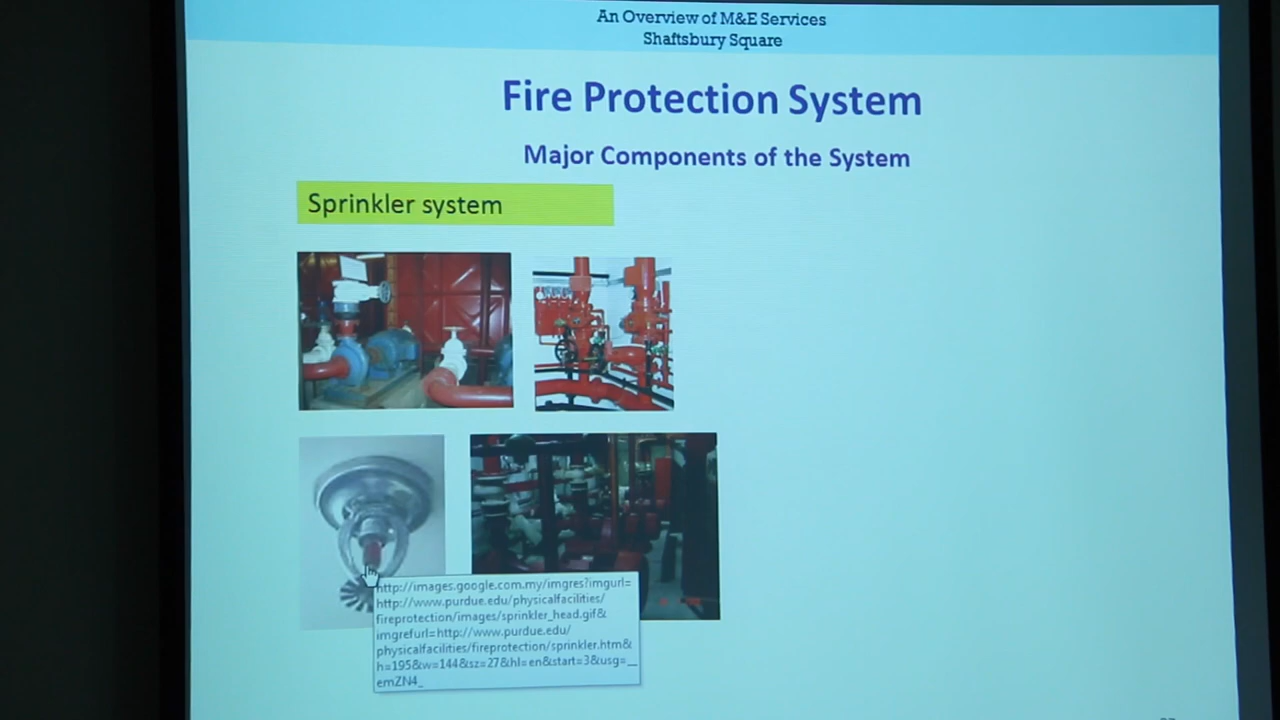 An Overview of M&E Services
Shaftsbury Square
Fire Protection System
Major Components of the System
Sprinkler system
http://images.google.com.my/imgres?imgurl=
http://www.purdue.edu/physicalfacilities/
fireprotection/images/sprinkler_head.gif&
imgrefurl=http://www.purdue.edu/
physicalfacilities/fireprotection/sprinkler.htm&
h=195&w=144&sz=27&hl=en&start=3&usg=__
emZN4_